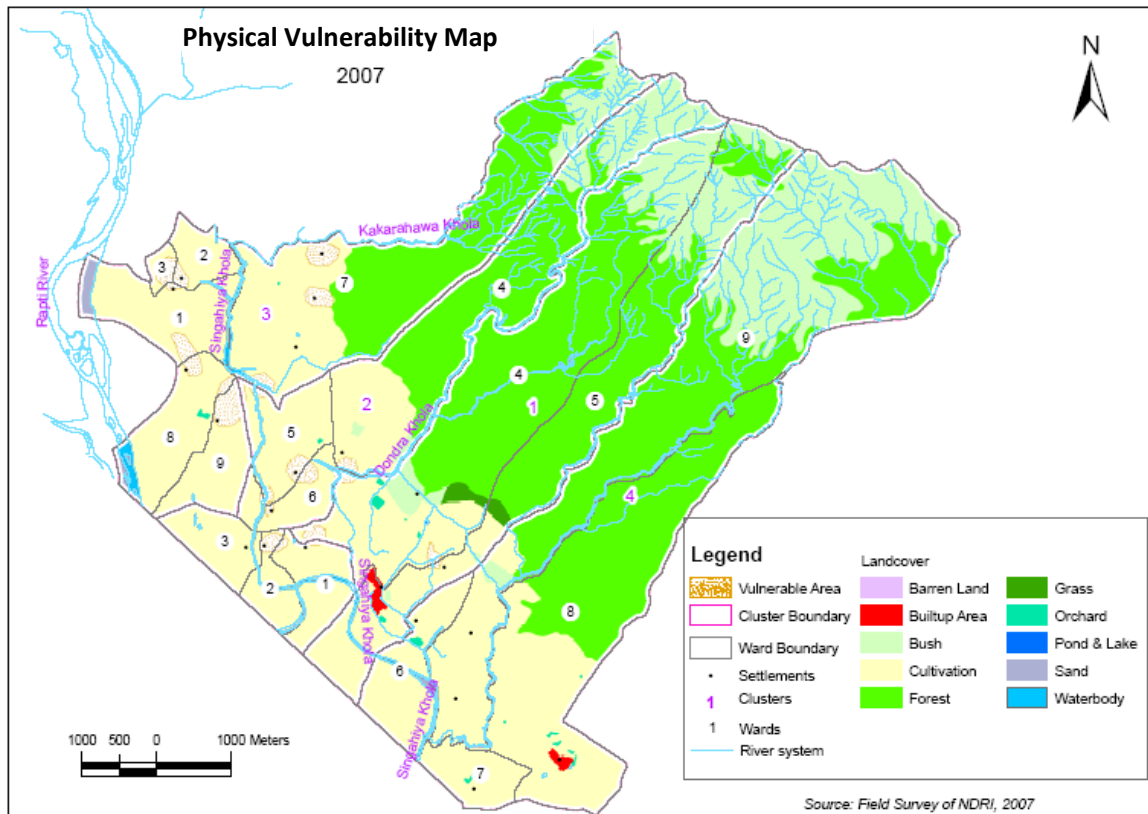 Physical Vulnerability Map
2007
N
Kakarahawa Khola
Rapti River
Singahiya Khola
2
3
1
3
7
4
9
4
1
5
2
Dondra Khola
5
8
9
6
4
3
2
1
Singahiya Khola
6
8
Singahiya Khola
7
1000 500 0 1000 Meters
Legend
Vulnerable Area
Cluster Boundary
Ward Boundary
Settlements
1 Clusters
1 Wards
River system
Landcover
Barren Land
Builtup Area
Bush
Cultivation
Forest
Grass
Orchard
Pond & Lake
Sand
Waterbody
Source: Field Survey of NDRI, 2007